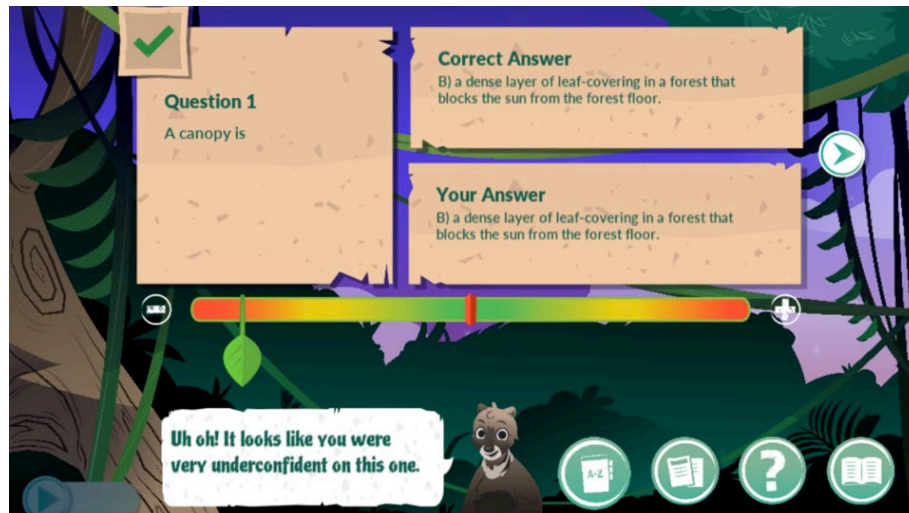 Question 1
A canopy is
Correct Answer
B) a dense layer of leaf-covering in a forest that
blocks the sun from the forest floor.
Your Answer
B) a dense layer of leaf-covering in a forest that
blocks the sun from the forest floor.
Uh oh! It looks like you were
very underconfident on this one.
A-Z
?